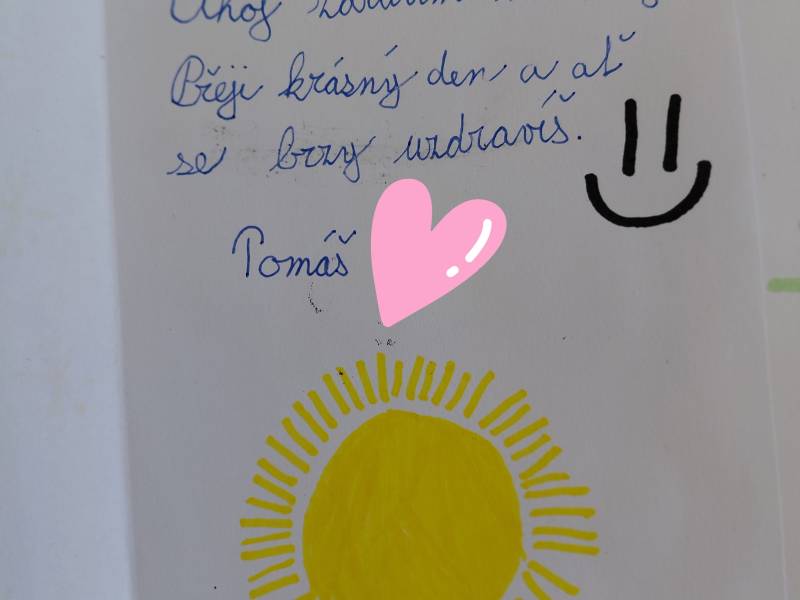 Ahoj
Přeji krásný den a ať
se brzy uzdravíš.
Tomáš